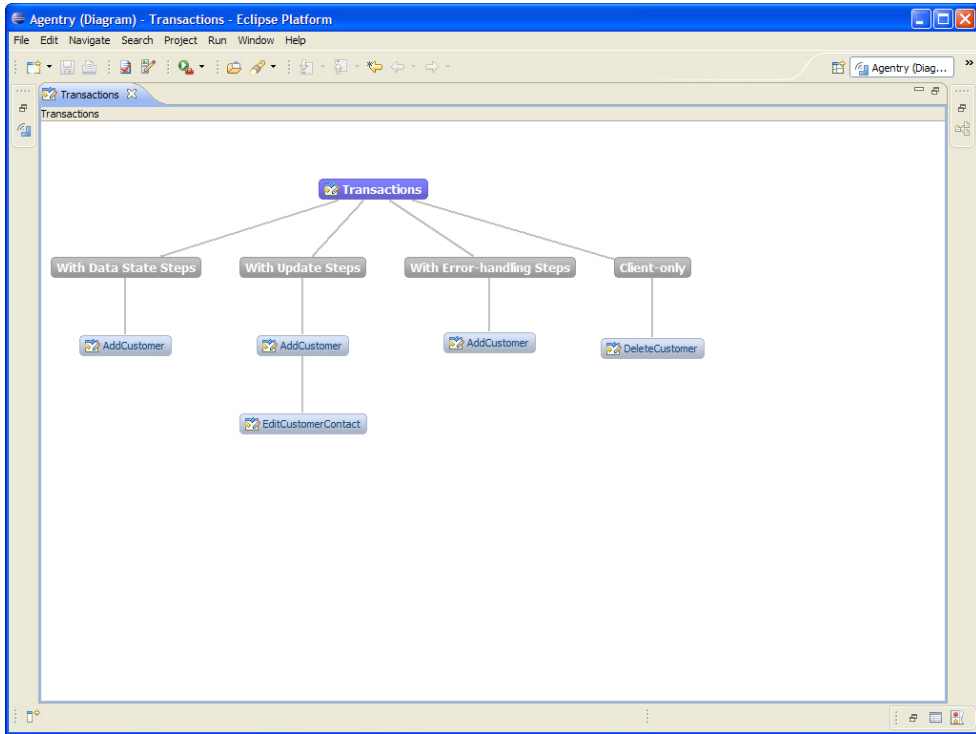 Agentry (Diagram) - Transactions - Eclipse Platform
File Edit Navigate Search Project Run Window Help
Agentry (Diag... »
Transactions
Transactions
Transactions
With Data State Steps With Update Steps With Error-handling Steps Client-only
AddCustomer AddCustomer AddCustomer DeleteCustomer
EditCustomerContact